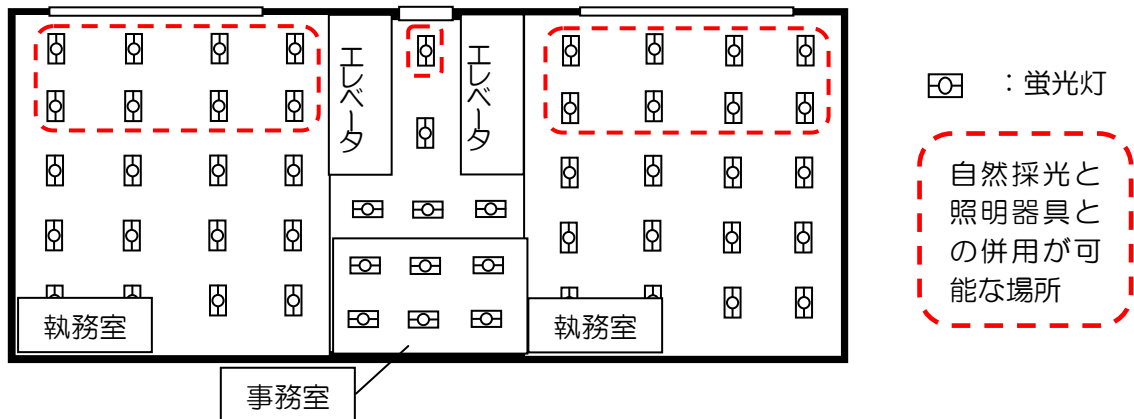 エレベータ
エレベータ
：蛍光灯
自然採光と
照明器具と
の併用が可
能な場所
執務室
執務室
事務室